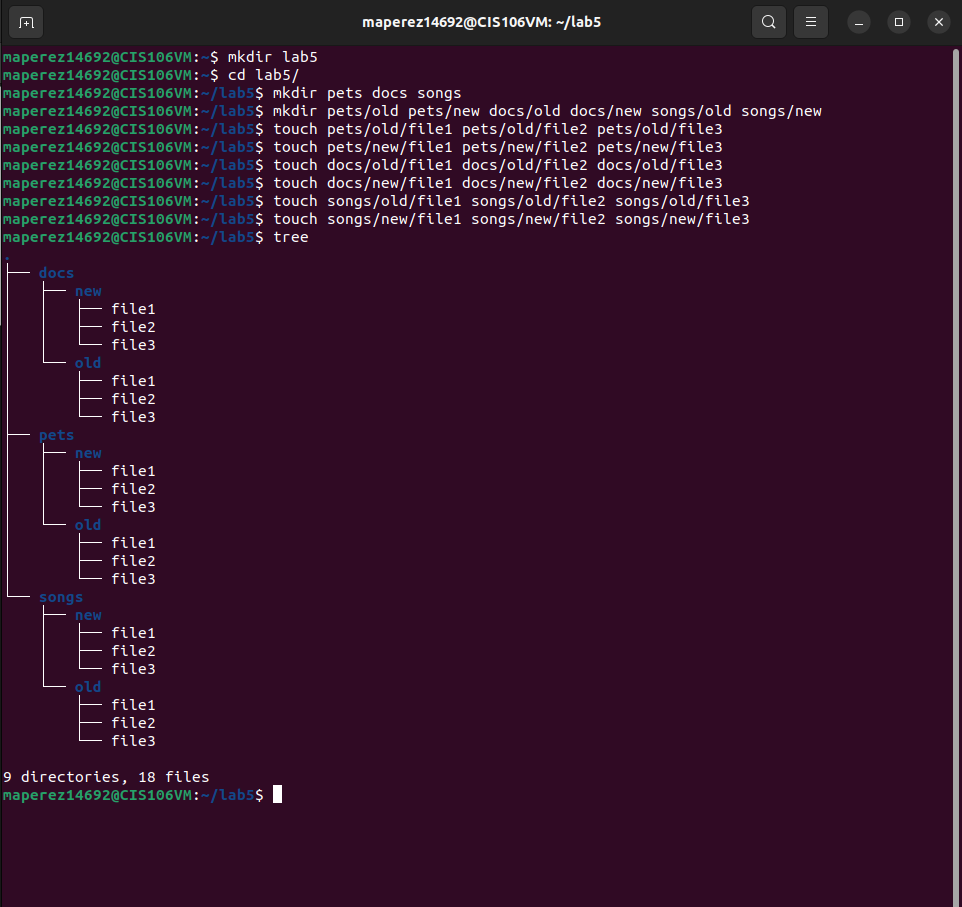 maperez14692@CIS106VM: ~/lab5
maperez14692@CIS106VM:~$ mkdir lab5
maperez14692@CIS106VM:~$ cd lab5/
maperez14692@CIS106VM:~/lab5$ mkdir pets docs songs
maperez14692@CIS106VM:~/lab5$ mkdir pets/old pets/new docs/old docs/new songs/old songs/new
maperez14692@CIS106VM:~/lab5$ touch pets/old/file1 pets/old/file2 pets/old/file3
maperez14692@CIS106VM:~/lab5$ touch pets/new/file1 pets/new/file2 pets/new/file3
maperez14692@CIS106VM:~/lab5$ touch docs/old/file1 docs/old/file2 docs/old/file3
maperez14692@CIS106VM:~/lab5$ touch docs/new/file1 docs/new/file2 docs/new/file3
maperez14692@CIS106VM:~/lab5$ touch songs/old/file1 songs/old/file2 songs/old/file3
maperez14692@CIS106VM:~/lab5$ touch songs/new/file1 songs/new/file2 songs/new/file3
maperez14692@CIS106VM:~/lab5$ tree
.
├── docs
│   ├── new
│   │   ├── file1
│   │   ├── file2
│   │   └── file3
│   └── old
│       ├── file1
│       ├── file2
│       └── file3
├── pets
│   ├── new
│   │   ├── file1
│   │   ├── file2
│   │   └── file3
│   └── old
│       ├── file1
│       ├── file2
│       └── file3
└── songs
    ├── new
    │   ├── file1
    │   ├── file2
    │   └── file3
    └── old
        ├── file1
        ├── file2
        └── file3
9 directories, 18 files
maperez14692@CIS106VM:~/lab5$